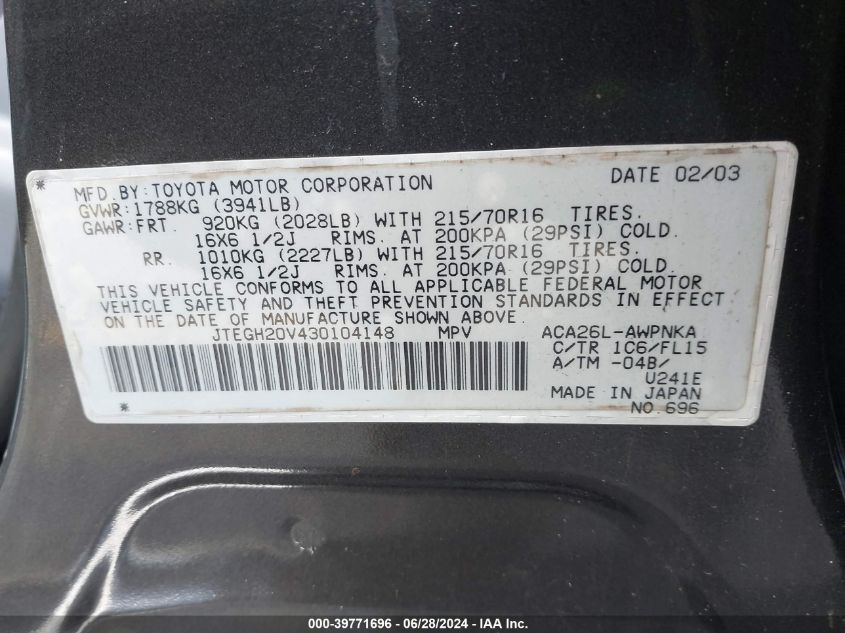 MFD.BY:TOYOTA MOTOR CORPORATION DATE 02/03
GVWR:1788KG (3941LB)
GAWR:FRT. 920KG (2028LB) WITH 215/70R16 TIRES.
16X6 1/2J RIMS. AT 200KPA (29PSI) COLD.
RR. 1010KG (2227LB) WITH 215/70R16 TIRES.
16X6 1/2J RIMS. AT 200KPA (29PSI) COLD.
THIS VEHICLE CONFORMS TO ALL APPLICABLE FEDERAL MOTOR
VEHICLE SAFETY AND THEFT PREVENTION STANDARDS IN EFFECT
ON THE DATE OF MANUFACTURE SHOWN ABOVE.
JTEGH20V430104148 MPV ACA26L-AWPNKA
C/TR 1C6/FL15
A/TM -04B/
U241E
MADE IN JAPAN
NO.696
000-39771696 - 06/28/2024 - IAA Inc.